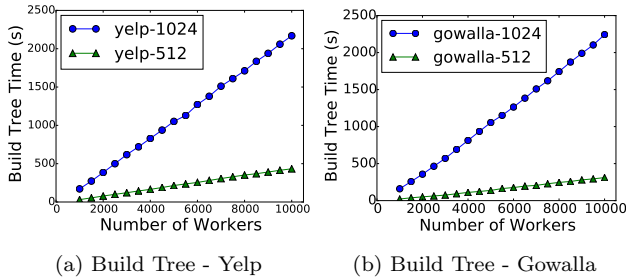 2500
2000
1500
1000
500
0
Build Tree Time (s)
yelp-1024
yelp-512
0 2000 4000 6000 8000 10000
Number of Workers
(a) Build Tree - Yelp
2500
2000
1500
1000
500
0
Build Tree Time (s)
gowalla-1024
gowalla-512
0 2000 4000 6000 8000 10000
Number of Workers
(b) Build Tree - Gowalla